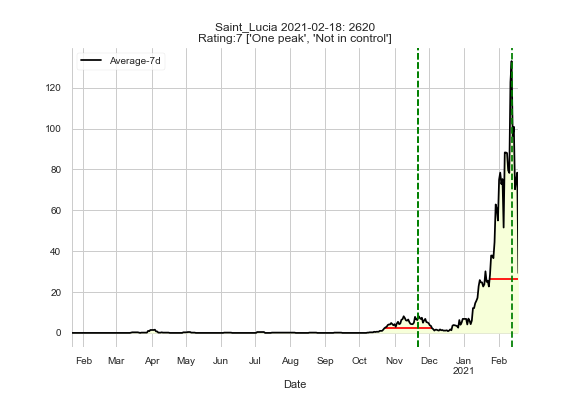 Saint_Lucia 2021-02-18: 2620
Rating:7 ['One peak', 'Not in control']
Average-7d
120
100
80
60
40
20
0
Feb Mar Apr May Jun Jul Aug Sep Oct Nov Dec Jan Feb
2021
Date